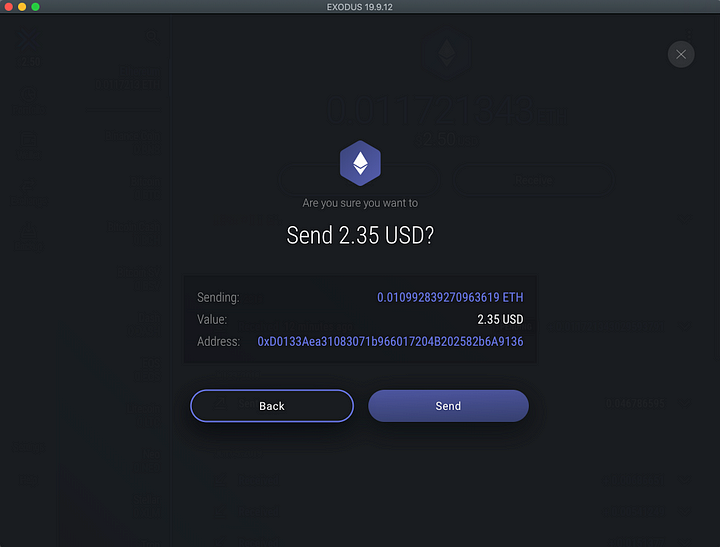 EXODUS 19.9.12
Are you sure you want to
Send 2.35 USD?
Sending: 0.010992839270963619 ETH
Value: 2.35 USD
Address: 0xD0133Aea31083071b966017204B202582b6A9136
Back Send